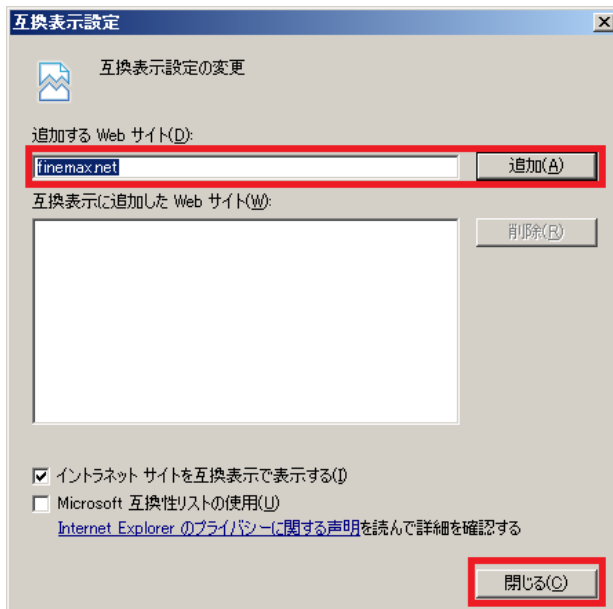 互換表示設定
互換表示設定の変更
追加する Web サイト(D):
finemax.net
追加(A)
互換表示に追加した Web サイト(W):
削除(R)
イントラネット サイトを互換表示で表示する(I)
Microsoft 互換性リストの使用(U)
Internet Explorer のプライバシーに関する声明を読んで詳細を確認する
閉じる(C)